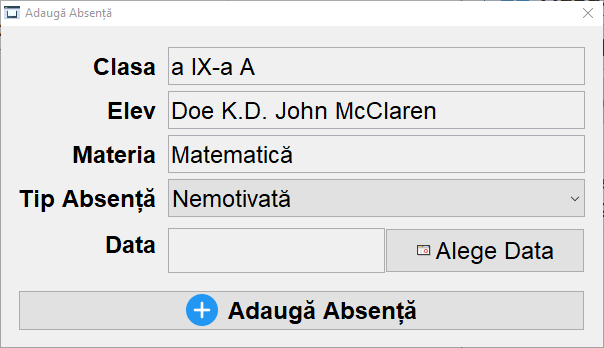 Adaugă Absență
Clasa a IX-a A
Elev Doe K.D. John McClaren
Materia Matematică
Tip Absență Nemotivată
Data Alege Data
Adaugă Absență